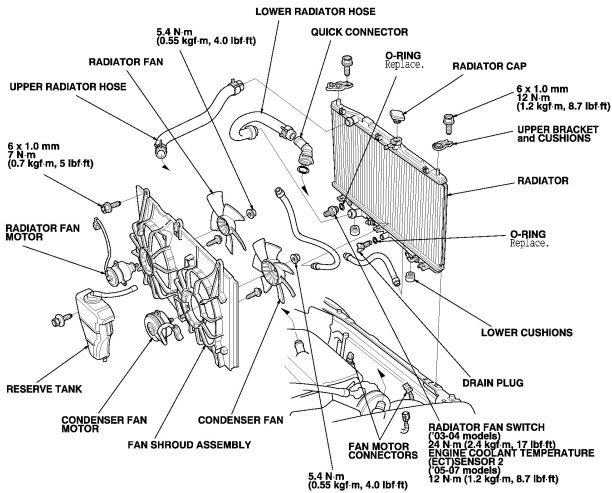 LOWER RADIATOR HOSE
5.4 N·m
(0.55 kgf·m, 4.0 lbf·ft)
QUICK CONNECTOR
RADIATOR FAN
O-RING
Replace.
RADIATOR CAP
UPPER RADIATOR HOSE
6 x 1.0 mm
12 N·m
(1.2 kgf·m, 8.7 lbf·ft)
UPPER BRACKET
and CUSHIONS
6 x 1.0 mm
7 N·m
(0.7 kgf·m, 5 lbf·ft)
RADIATOR
RADIATOR FAN
MOTOR
O-RING
Replace.
LOWER CUSHIONS
RESERVE TANK
DRAIN PLUG
CONDENSER FAN
MOTOR
CONDENSER FAN
FAN SHROUD ASSEMBLY
FAN MOTOR
CONNECTORS
RADIATOR FAN SWITCH
('03-04 models)
24 N·m (2.4 kgf·m, 17 lbf·ft)
ENGINE COOLANT TEMPERATURE
(ECT)SENSOR 2
('05-07 models)
12 N·m (1.2 kgf·m, 8.7 lbf·ft)
5.4 N·m
(0.55 kgf·m, 4.0 lbf·ft)